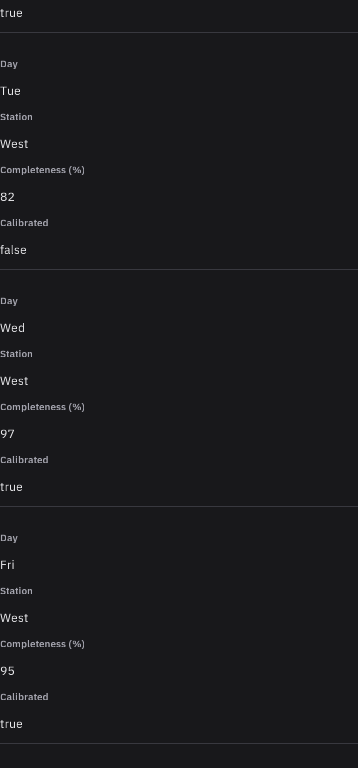 true
Day
Tue
Station
West
Completeness (%)
82
Calibrated
false
Day
Wed
Station
West
Completeness (%)
97
Calibrated
true
Day
Fri
Station
West
Completeness (%)
95
Calibrated
true